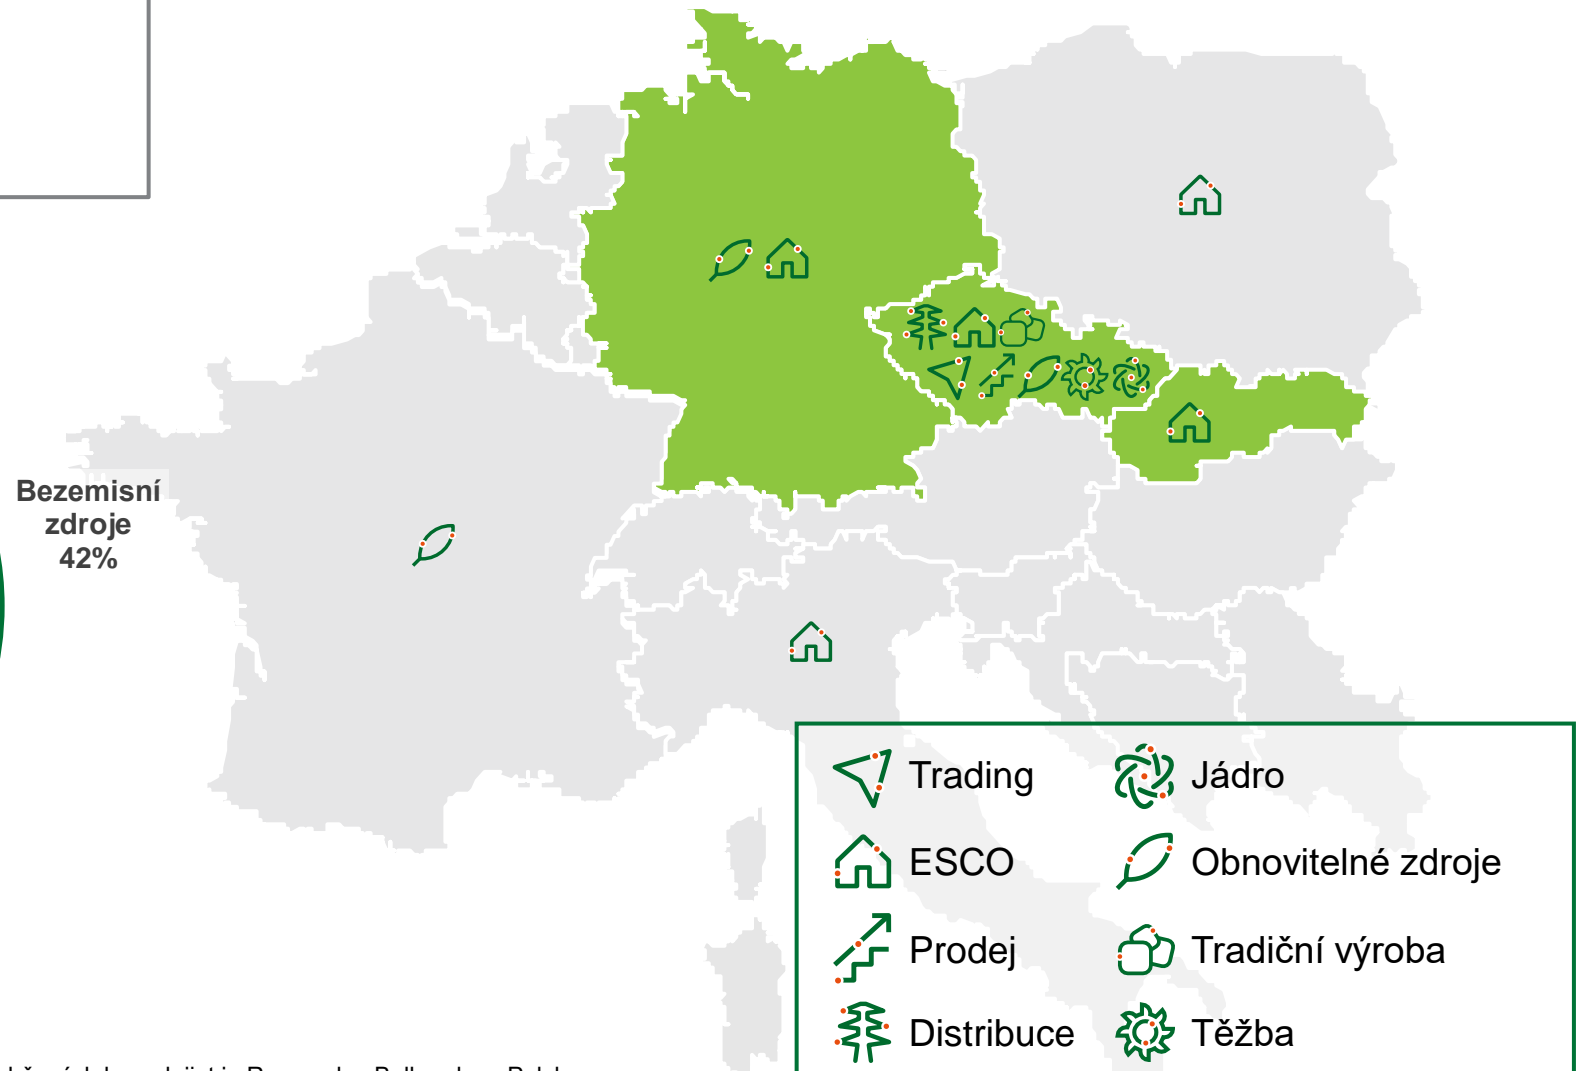 Bezemisní
zdroje
42%
Trading
Jádro
ESCO
Obnovitelné zdroje
Prodej
Tradiční výroba
Distribuce
Těžba